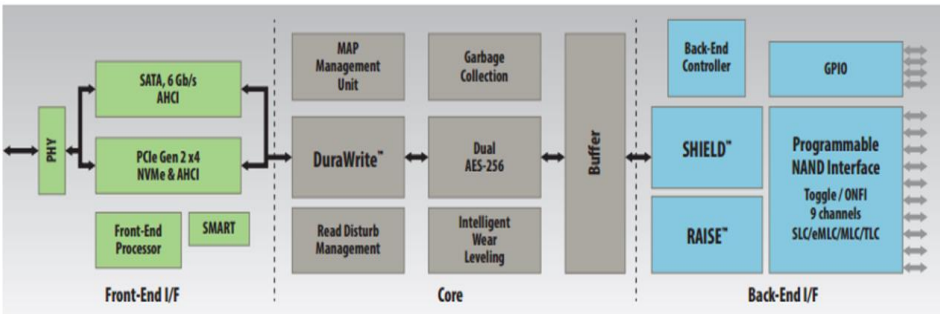 PHY
SATA, 6 Gb/s
AHCI
PCIe Gen 2 x4
NVMe & AHCI
Front-End
Processor
SMART
Front-End I/F
MAP
Management
Unit
Garbage
Collection
DuraWrite™
Dual
AES-256
Read Disturb
Management
Intelligent
Wear
Leveling
Buffer
Core
Back-End
Controller
GPIO
SHIELD™
RAISE™
Programmable
NAND Interface
Toggle / ONFI
9 channels
SLC/eMLC/MLC/TLC
Back-End I/F